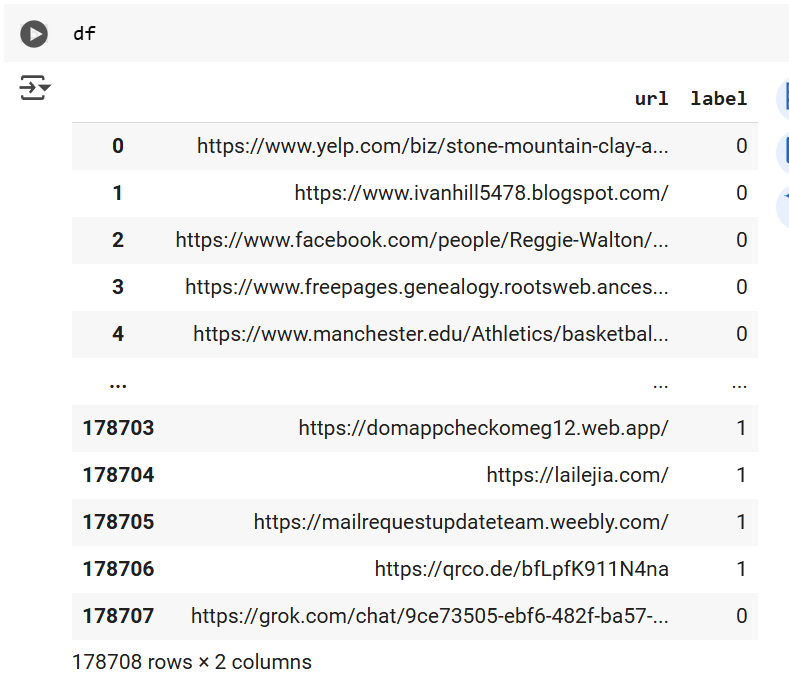 df
url label
0 https://www.yelp.com/biz/stone-mountain-clay-a... 0
1 https://www.ivanhill5478.blogspot.com/ 0
2 https://www.facebook.com/people/Reggie-Walton/... 0
3 https://www.freepages.genealogy.rootsweb.ances... 0
4 https://www.manchester.edu/Athletics/basketbal... 0
... ... ...
178703 https://domappcheckomeg12.web.app/ 1
178704 https://lailejia.com/ 1
178705 https://mailrequestupdateteam.weebly.com/ 1
178706 https://qrco.de/bfLpfK911N4na 1
178707 https://grok.com/chat/9ce73505-ebf6-482f-ba57-... 0
178708 rows × 2 columns